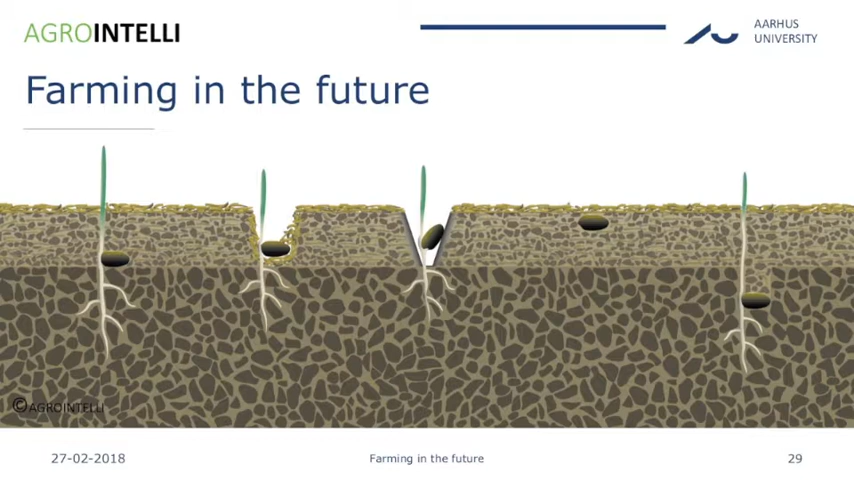 AGROINTELLI
AARHUS
UNIVERSITY
Farming in the future
©AGROINTELLI
27-02-2018
Farming in the future
29